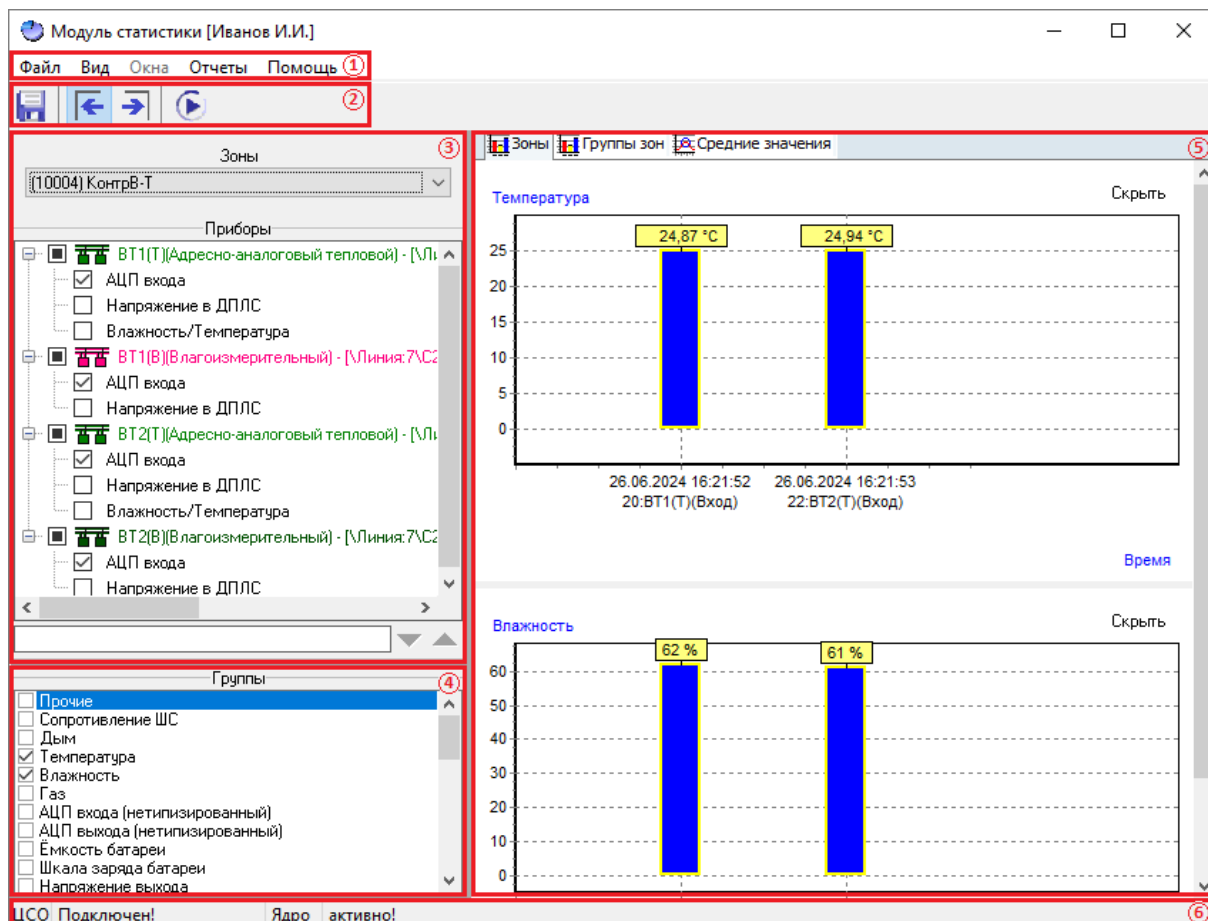 Модуль статистики [Иванов И.И.]
Файл Вид Окна Отчеты Помощь 1
2
3
Зоны
(10004) КонтрВ-Т
Приборы
ВТ1(Т)(Адресно-аналоговый тепловой) - [\Ли
АЦП входа
Напряжение в ДПЛС
Влажность/Температура
ВТ1(В)(Влагоизмерительный) - [\Линия:7\С2
АЦП входа
Напряжение в ДПЛС
ВТ2(Т)(Адресно-аналоговый тепловой) - [\Ли
АЦП входа
Напряжение в ДПЛС
Влажность/Температура
ВТ2(В)(Влагоизмерительный) - [\Линия:7\С2
АЦП входа
Напряжение в ДПЛС
Группы 4
Прочие
Сопротивление ШС
Дым
Температура
Влажность
Газ
АЦП входа (нетипизированный)
АЦП выхода (нетипизированный)
Ёмкость батареи
Шкала заряда батареи
Напряжение выхода
Зоны Группы зон Средние значения 5
Температура Скрыть
24,87 °C 24,94 °C
25
20
15
10
5
0
26.06.2024 16:21:52 26.06.2024 16:21:53
20:ВТ1(Т)(Вход) 22:ВТ2(Т)(Вход)
Время
Влажность Скрыть
62 % 61 %
60
50
40
30
20
10
0
ЦСО Подключен! Ядро активно! 6